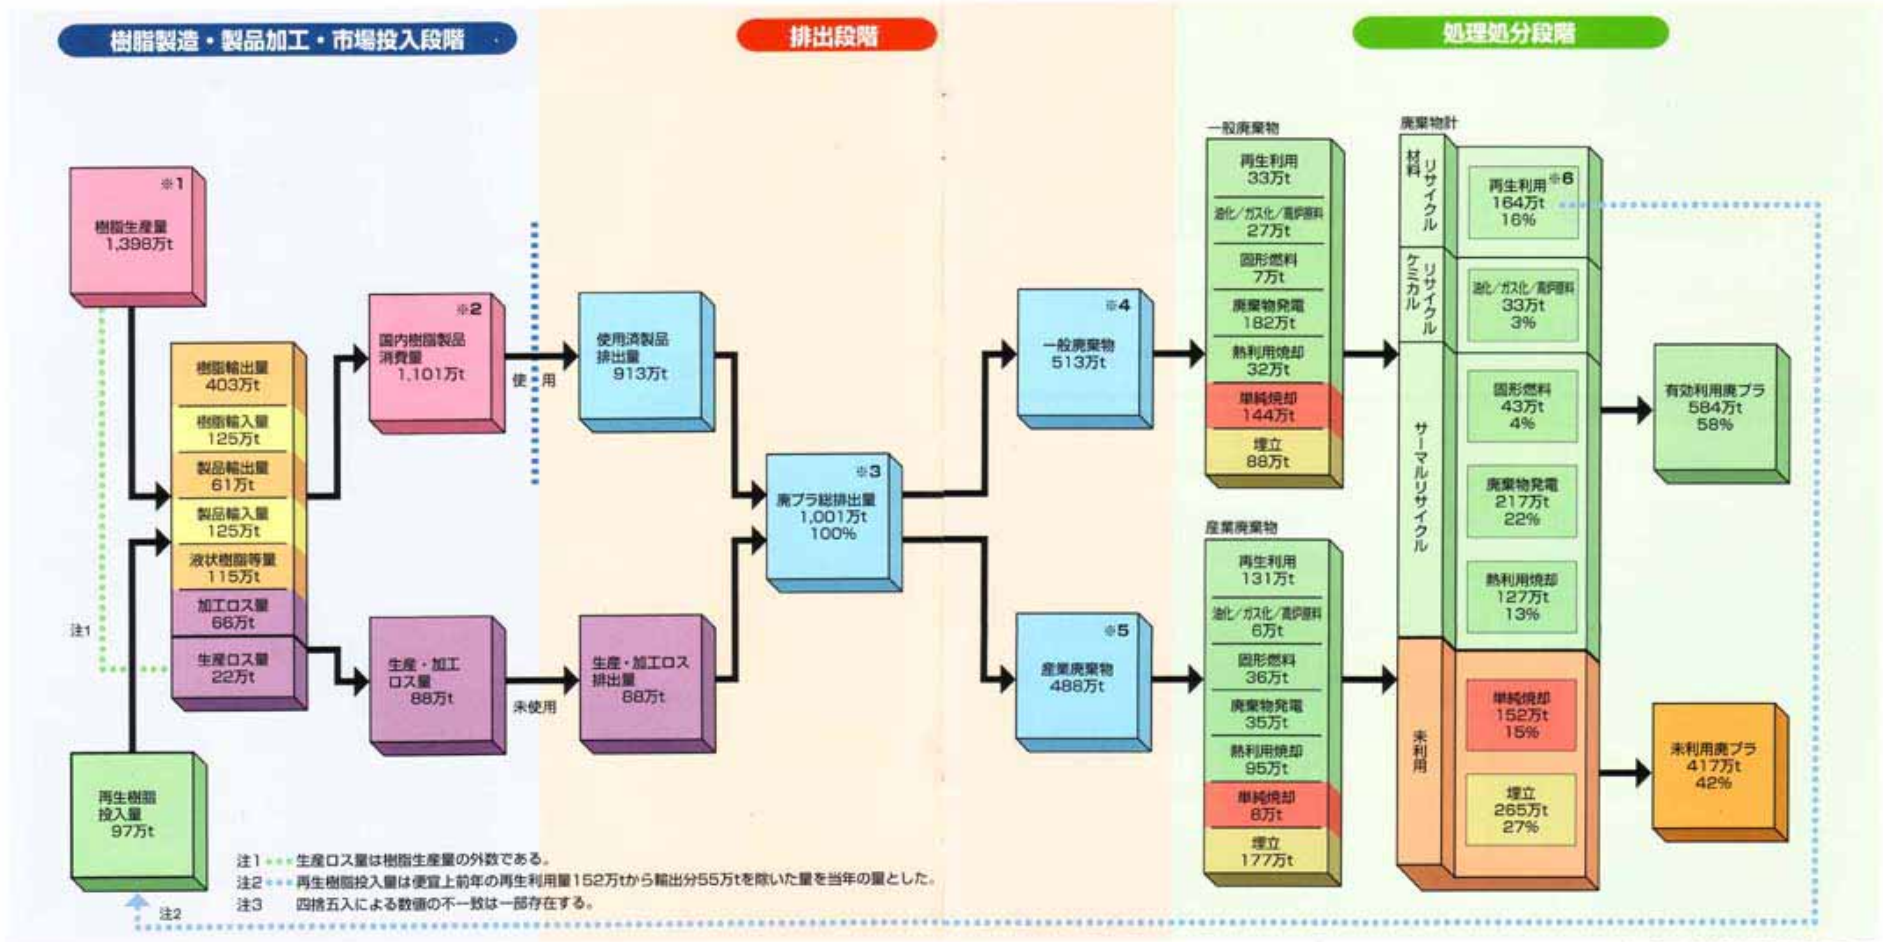 樹脂製造・製品加工・市場投入段階
排出段階
処理処分段階
※1
樹脂生産量
1,398万t
樹脂輸出量
403万t
樹脂輸入量
125万t
製品輸出量
61万t
製品輸入量
125万t
液状樹脂等量
115万t
加工ロス量
66万t
生産ロス量
22万t
注1
再生樹脂
投入量
97万t
※2
国内樹脂製品
消費量
1,101万t
使用
生産・加工
ロス量
88万t
未使用
使用済製品
排出量
913万t
生産・加工ロス
排出量
88万t
※3
廃プラ総排出量
1,001万t
100%
※4
一般廃棄物
513万t
※5
産業廃棄物
488万t
一般廃棄物
再生利用
33万t
油化/ガス化/高炉原料
27万t
固形燃料
7万t
廃棄物発電
182万t
熱利用焼却
32万t
単純焼却
144万t
埋立
88万t
産業廃棄物
再生利用
131万t
油化/ガス化/高炉原料
6万t
固形燃料
36万t
廃棄物発電
35万t
熱利用焼却
95万t
単純焼却
8万t
埋立
177万t
廃棄物計
材料リサイクル
再生利用※6
164万t
16%
ケミカルリサイクル
油化/ガス化/高炉原料
33万t
3%
サーマルリサイクル
固形燃料
43万t
4%
廃棄物発電
217万t
22%
熱利用焼却
127万t
13%
未利用
単純焼却
152万t
15%
埋立
265万t
27%
有効利用廃プラ
584万t
58%
未利用廃プラ
417万t
42%
注1 生産ロス量は樹脂生産量の外数である。
注2 再生樹脂投入量は便宜上前年の再生利用量152万tから輸出分55万tを除いた量を当年の量とした。
注3 四捨五入による数値の不一致は一部存在する。
注2